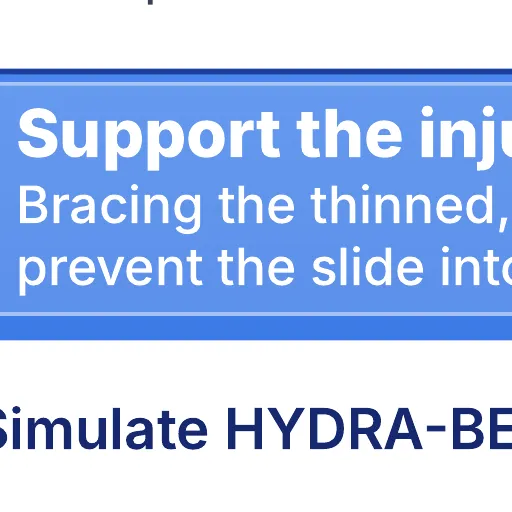 Support the inju
Bracing the thinned,
prevent the slide into
Simulate HYDRA-BE